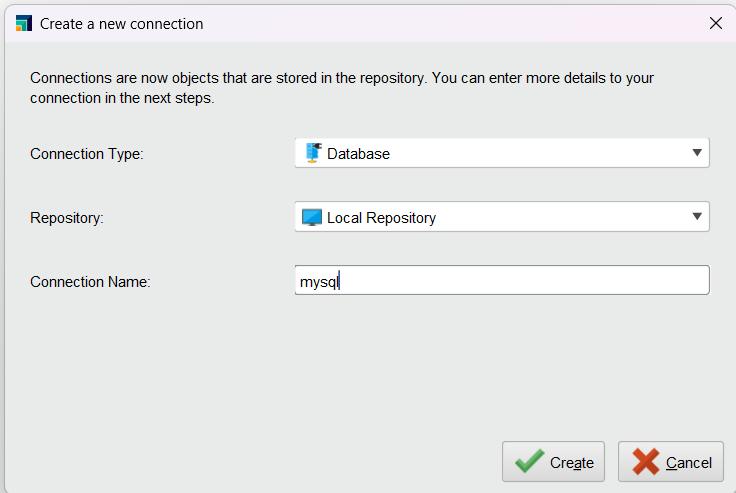 Create a new connection
Connections are now objects that are stored in the repository. You can enter more details to your
connection in the next steps.
Connection Type:
Database
Repository:
Local Repository
Connection Name:
mysql
Create
Cancel